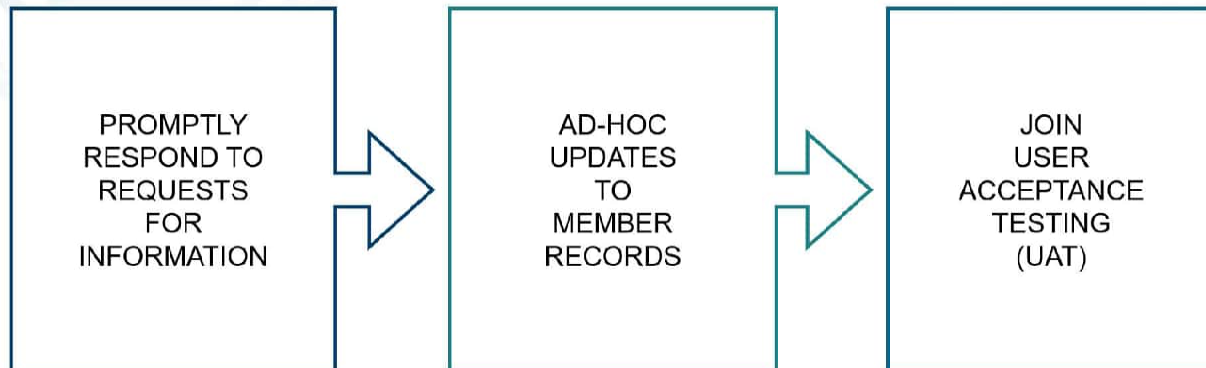 PROMPTLY
RESPOND TO
REQUESTS
FOR
INFORMATION
AD-HOC
UPDATES
TO
MEMBER
RECORDS
JOIN
USER
ACCEPTANCE
TESTING
(UAT)